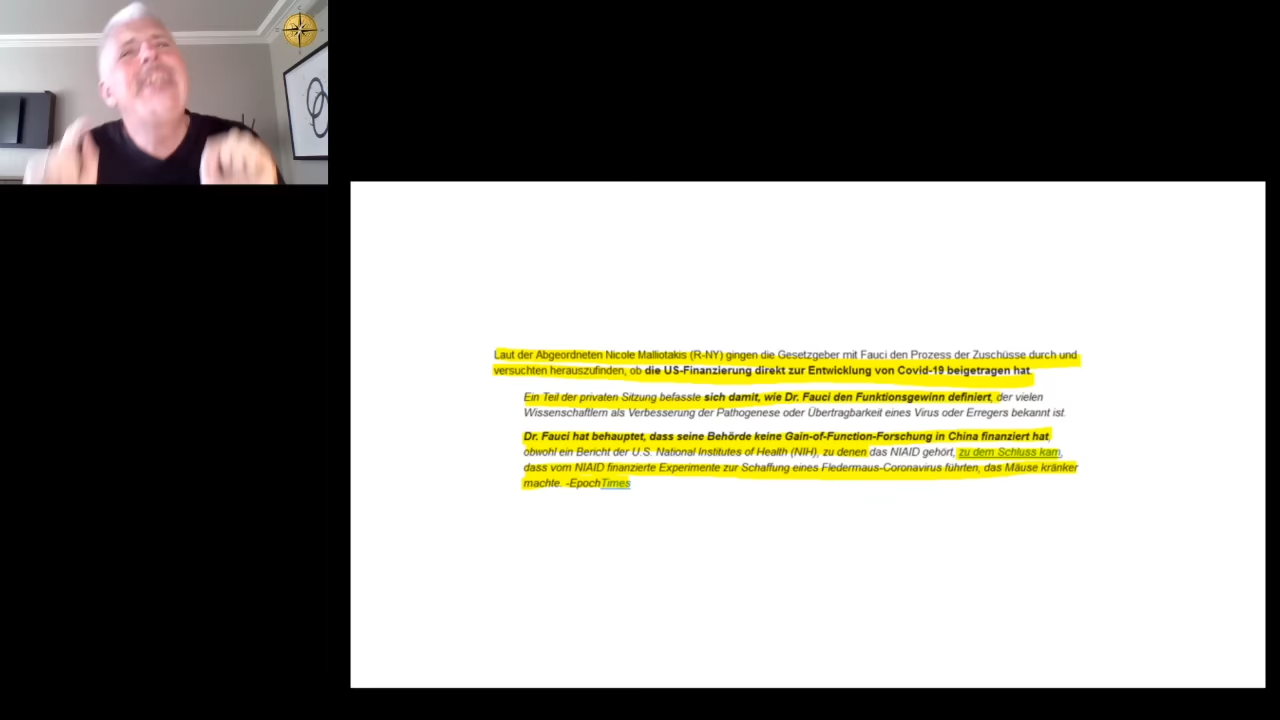 Laut der Abgeordneten Nicole Malliotakis (R-NY) gingen die Gesetzgeber mit Fauci den Prozess der Zuschüsse durch und
versuchten herauszufinden, ob die US-Finanzierung direkt zur Entwicklung von Covid-19 beigetragen hat.
Ein Teil der privaten Sitzung befasste sich damit, wie Dr. Fauci den Funktionsgewinn definiert, der vielen
Wissenschaftlern als Verbesserung der Pathogenese oder Übertragbarkeit eines Virus oder Erregers bekannt ist.
Dr. Fauci hat behauptet, dass seine Behörde keine Gain-of-Function-Forschung in China finanziert hat,
obwohl ein Bericht der U.S. National Institutes of Health (NIH), zu denen das NIAID gehört, zu dem Schluss kam,
dass vom NIAID finanzierte Experimente zur Schaffung eines Fledermaus-Coronavirus führten, das Mäuse kränker
machte. -EpochTimes